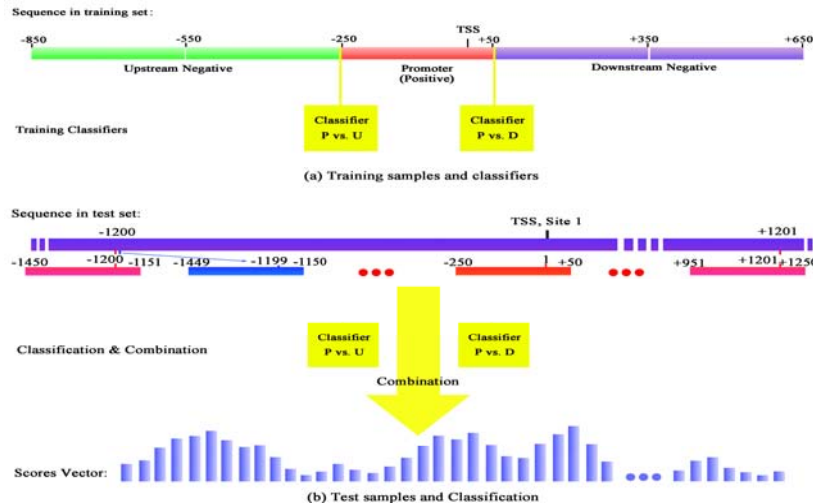 Sequence in training set:
TSS
-850 -550 -250 +50 +350 +650
Upstream Negative Promoter (Positive) Downstream Negative
Training Classifiers
Classifier P vs. U
Classifier P vs. D
(a) Training samples and classifiers
Sequence in test set:
-1200 TSS, Site 1 +1201
-1450 -1200 -1151 -1449 -1199 -1150 -250 1 +50 +951 +1201 +1250
Classification & Combination
Classifier P vs. U
Classifier P vs. D
Combination
Scores Vector:
(b) Test samples and Classification